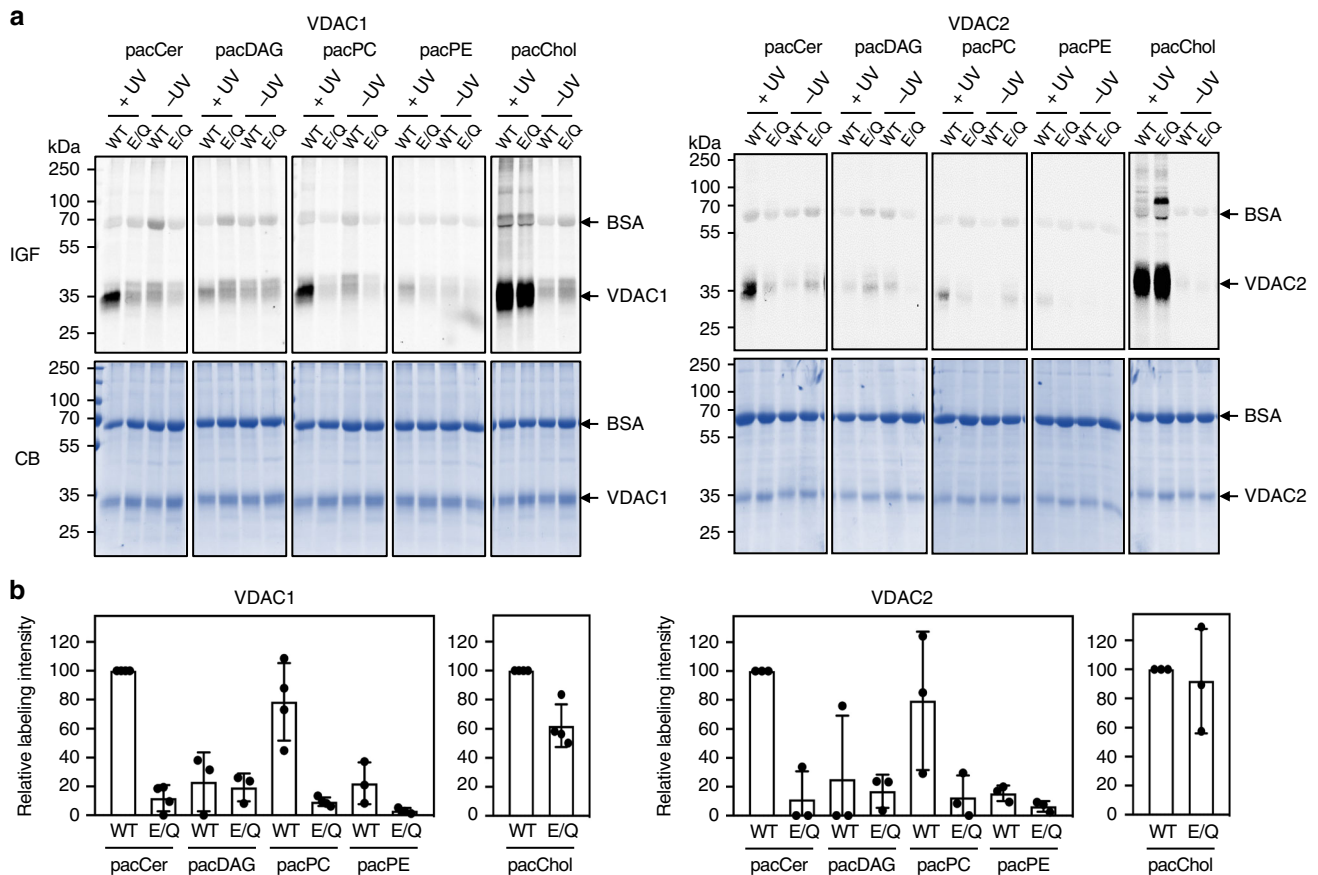 a
VDAC1
pacCer pacDAG pacPC pacPE pacChol
+ UV –UV + UV –UV + UV –UV + UV –UV + UV –UV
WT E/Q WT E/Q WT E/Q WT E/Q WT E/Q WT E/Q WT E/Q WT E/Q WT E/Q WT E/Q
kDa
IGF
250
100
70
55
35
25
BSA
VDAC1
CB
250
100
70
55
35
25
BSA
VDAC1
VDAC2
pacCer pacDAG pacPC pacPE pacChol
+ UV –UV + UV –UV + UV –UV + UV –UV + UV –UV
WT E/Q WT E/Q WT E/Q WT E/Q WT E/Q WT E/Q WT E/Q WT E/Q WT E/Q WT E/Q
kDa
250
100
70
55
35
25
BSA
VDAC2
250
100
70
55
35
25
BSA
VDAC2
b
VDAC1
Relative labeling intensity
120
100
80
60
40
20
0
WT E/Q WT E/Q WT E/Q WT E/Q
pacCer pacDAG pacPC pacPE
120
100
80
60
40
20
0
WT E/Q
pacChol
VDAC2
Relative labeling intensity
120
100
80
60
40
20
0
WT E/Q WT E/Q WT E/Q WT E/Q
pacCer pacDAG pacPC pacPE
120
100
80
60
40
20
0
WT E/Q
pacChol